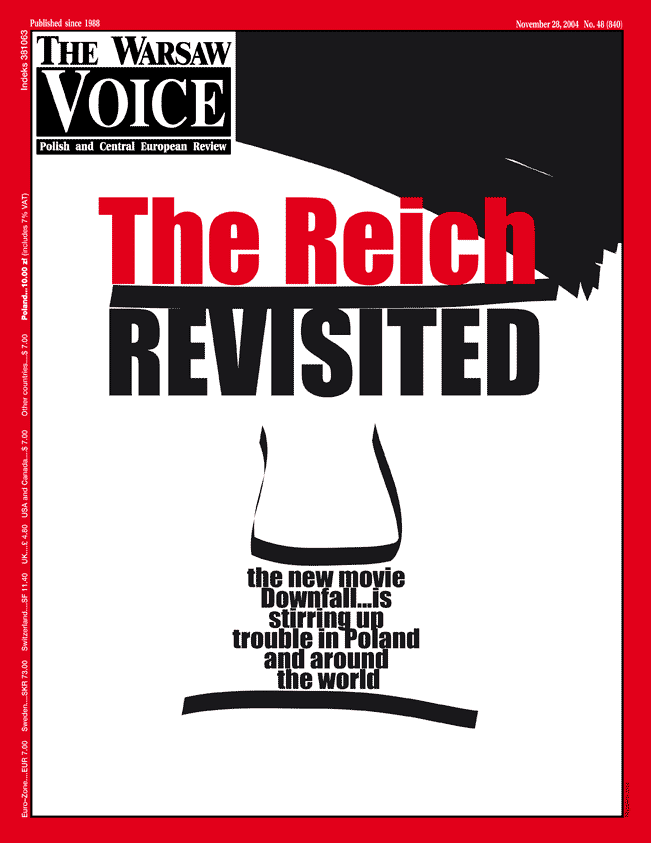 Published since 1988
November 28, 2004 No. 48 (840)
Indeks 381063
THE WARSAW
VOICE
Polish and Central European Review
The Reich
REVISITED
the new movie
Downfall...is
stirring up
trouble in Poland
and around
the world
Euro-Zone....EUR 7.00 Sweden....SKR 73.00 Switzerland....SF 11.40 UK....£ 4.80 USA and Canada....$ 7.00 Other countries....$ 7.00 Poland...10.00 zł (includes 7% VAT)